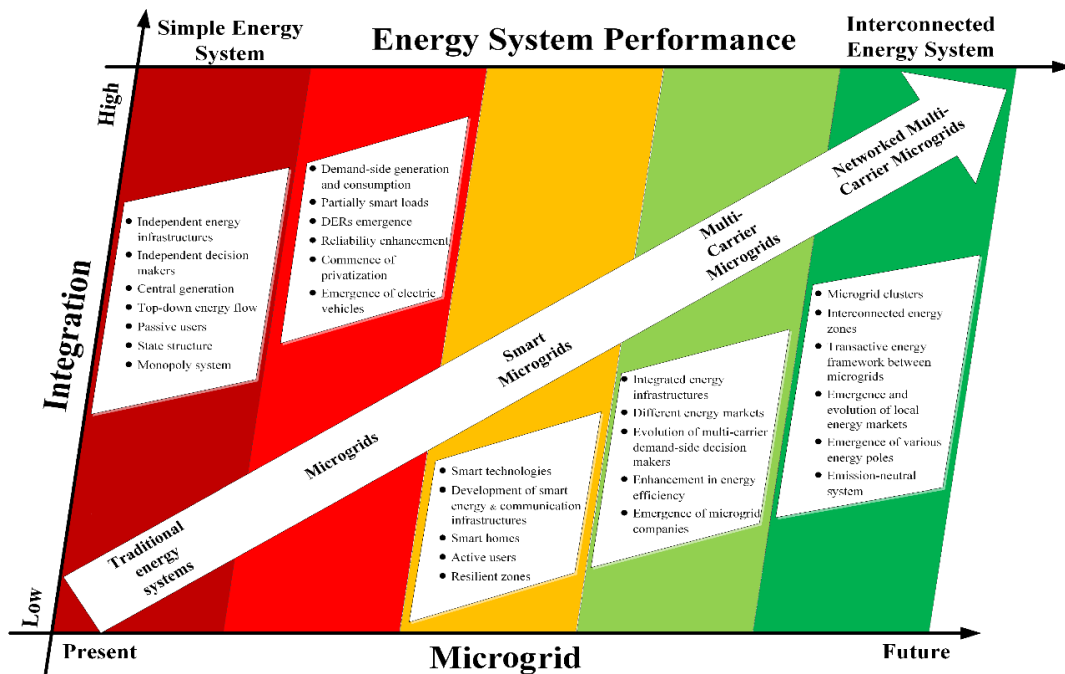 Simple Energy
System
Energy System Performance
Interconnected
Energy System
High
Integration
Low
Independent energy
infrastructures
Independent decision
makers
Central generation
Top-down energy flow
Passive users
State structure
Monopoly system
Demand-side generation
and consumption
Partially smart loads
DERs emergence
Reliability enhancement
Commence of
privatization
Emergence of electric
vehicles
Smart technologies
Development of smart
energy & communication
infrastructures
Smart homes
Active users
Resilient zones
Integrated energy
infrastructures
Different energy markets
Evolution of multi-carrier
demand-side decision
makers
Enhancement in energy
efficiency
Emergence of microgrid
companies
Microgrid clusters
Interconnected energy
zones
Transactive energy
framework between
microgrids
Emergence and
evolution of local
energy markets
Emergence of various
energy poles
Emission-neutral
system
Traditional
energy
systems
Microgrids
Smart
Microgrids
Multi-
Carrier
Microgrids
Networked Multi-
Carrier Microgrids
Present
Microgrid
Future